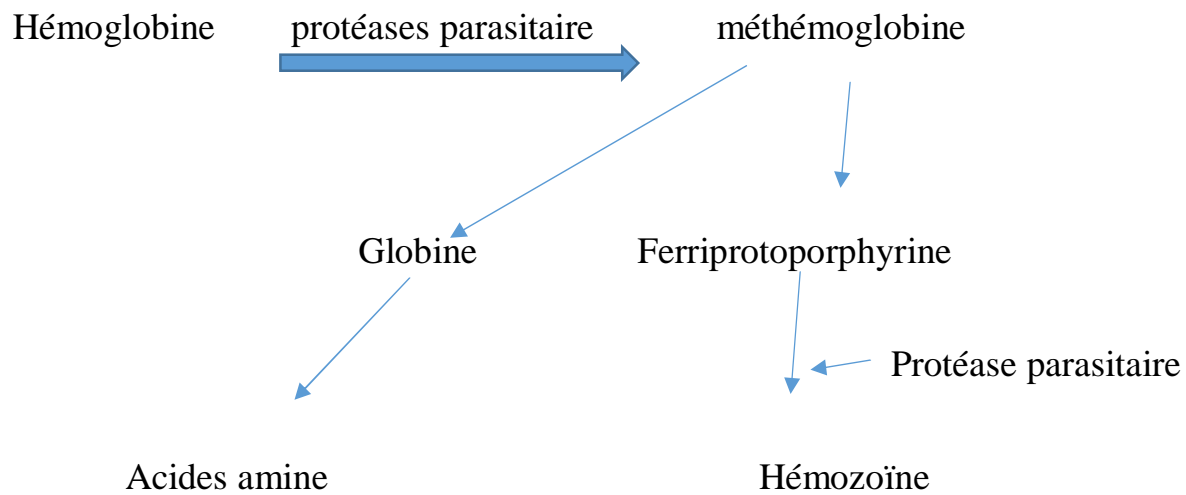 Hémoglobine protéases parasitaire méthémoglobine
Globine Ferriprotoporphyrine
Protéase parasitaire
Acides amine Hémozoïne